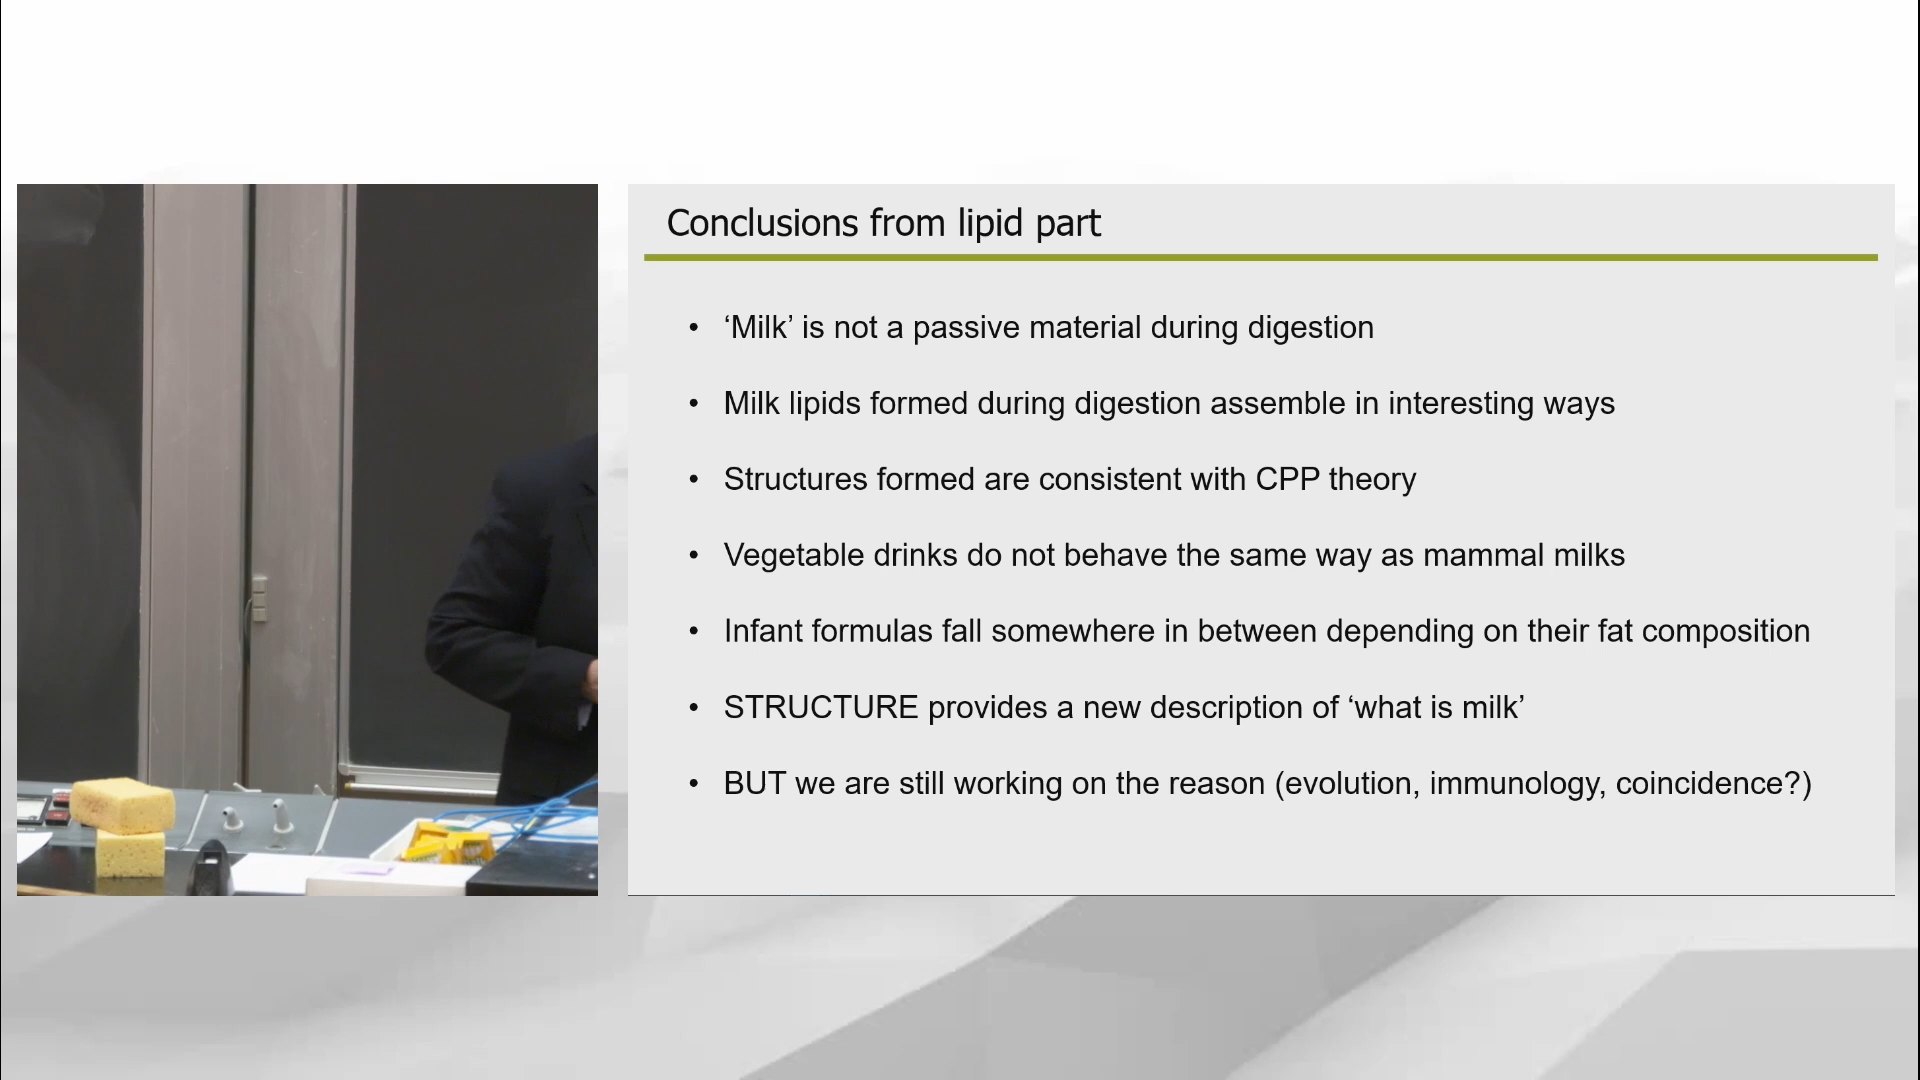 Conclusions from lipid part
• ‘Milk’ is not a passive material during digestion
• Milk lipids formed during digestion assemble in interesting ways
• Structures formed are consistent with CPP theory
• Vegetable drinks do not behave the same way as mammal milks
• Infant formulas fall somewhere in between depending on their fat composition
• STRUCTURE provides a new description of ‘what is milk’
• BUT we are still working on the reason (evolution, immunology, coincidence?)